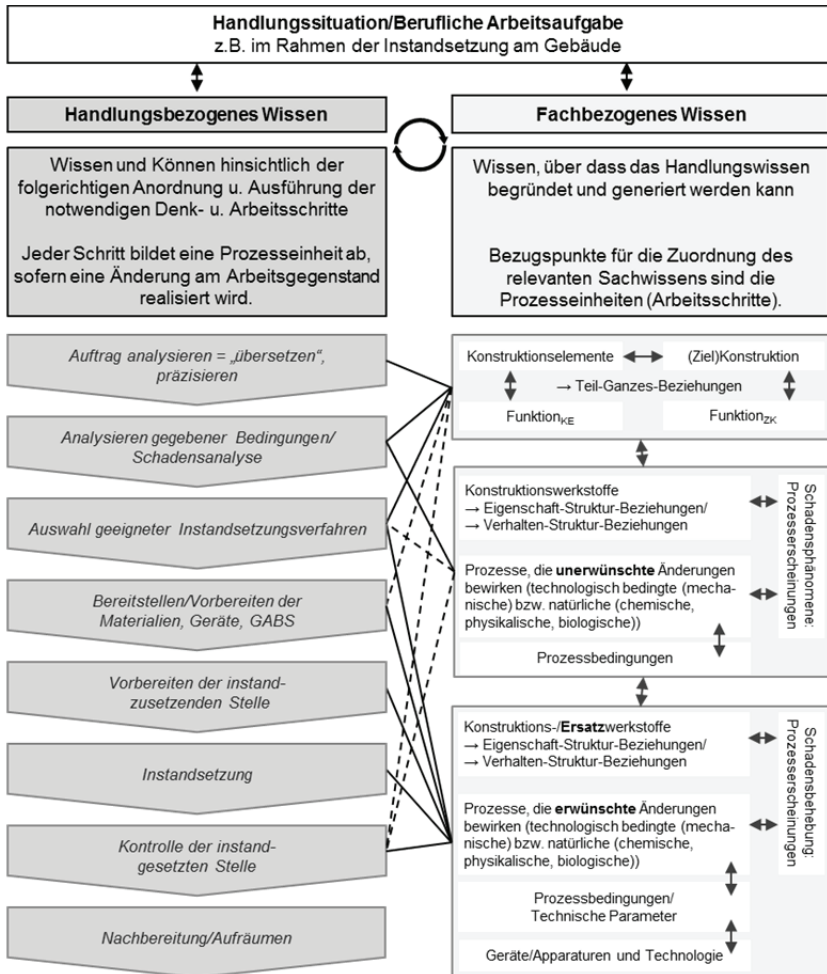 Handlungssituation/Berufliche Arbeitsaufgabe
z.B. im Rahmen der Instandsetzung am Gebäude
Handlungsbezogenes Wissen
Wissen und Können hinsichtlich der
folgerichtigen Anordnung u. Ausführung der
notwendigen Denk- u. Arbeitsschritte
Jeder Schritt bildet eine Prozesseinheit ab,
sofern eine Änderung am Arbeitsgegenstand
realisiert wird.
Fachbezogenes Wissen
Wissen, über dass das Handlungswissen
begründet und generiert werden kann
Bezugspunkte für die Zuordnung des
relevanten Sachwissens sind die
Prozesseinheiten (Arbeitsschritte).
Auftrag analysieren = „übersetzen“,
präzisieren
Analysieren gegebener Bedingungen/
Schadensanalyse
Auswahl geeigneter Instandsetzungsverfahren
Bereitstellen/Vorbereiten der
Materialien, Geräte, GABS
Vorbereiten der instand-
zusetzenden Stelle
Instandsetzung
Kontrolle der instand-
gesetzten Stelle
Nachbereitung/Aufräumen
Konstruktionselemente
(Ziel)Konstruktion
→ Teil-Ganzes-Beziehungen
Funktion_KE
Funktion_ZK
Konstruktionswerkstoffe
→ Eigenschaft-Struktur-Beziehungen/
→ Verhalten-Struktur-Beziehungen
Prozesse, die unerwünschte Änderungen
bewirken (technologisch bedingte (mecha-
nische) bzw. natürliche (chemische,
physikalische, biologische))
Prozessbedingungen
Schadensphänomene:
Prozesserscheinungen
Konstruktions-/Ersatzwerkstoffe
→ Eigenschaft-Struktur-Beziehungen/
→ Verhalten-Struktur-Beziehungen
Prozesse, die erwünschte Änderungen
bewirken (technologisch bedingte (mecha-
nische) bzw. natürliche (chemische,
physikalische, biologische))
Prozessbedingungen/
Technische Parameter
Geräte/Apparaturen und Technologie
Schadensbehebung:
Prozesserscheinungen